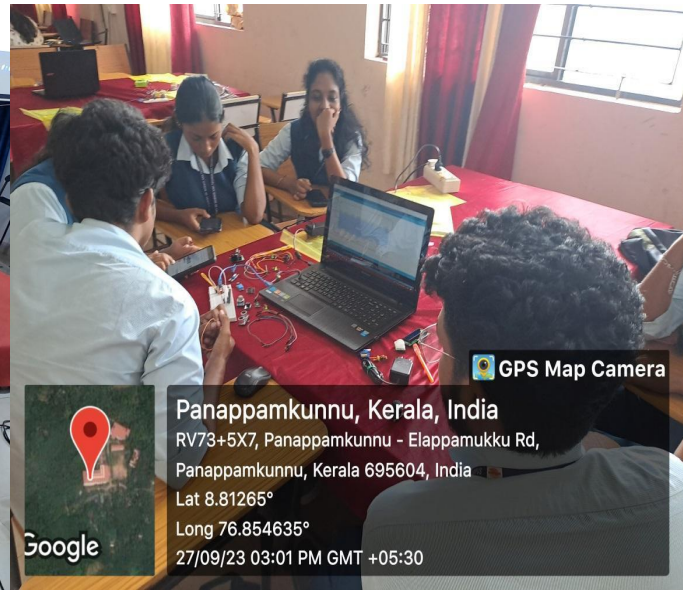 GPS Map Camera
Panappamkunnu, Kerala, India
RV73+5X7, Panappamkunnu - Elappamukku Rd,
Panappamkunnu, Kerala 695604, India
Lat 8.81265°
Long 76.854635°
27/09/23 03:01 PM GMT +05:30
Google